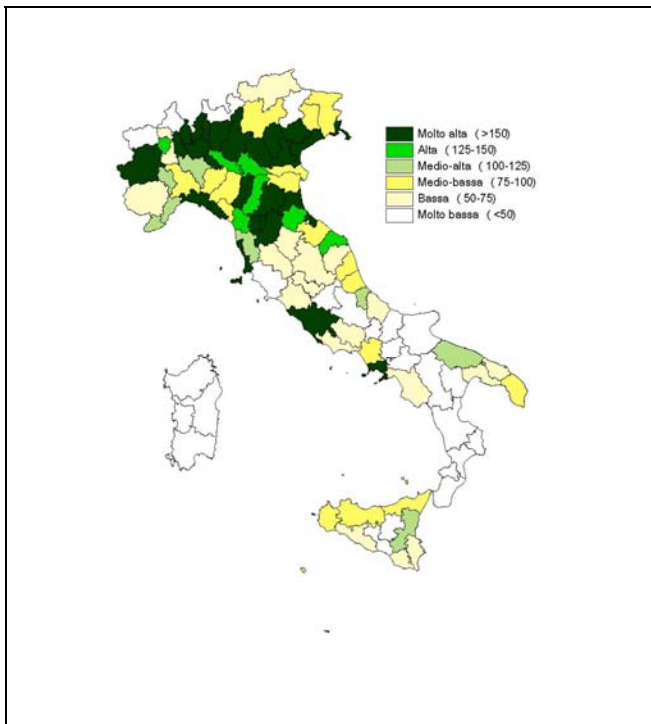 Molto alta (>150)
Alta (125-150)
Medio-alta (100-125)
Medio-bassa (75-100)
Bassa (50-75)
Molto bassa (<50)